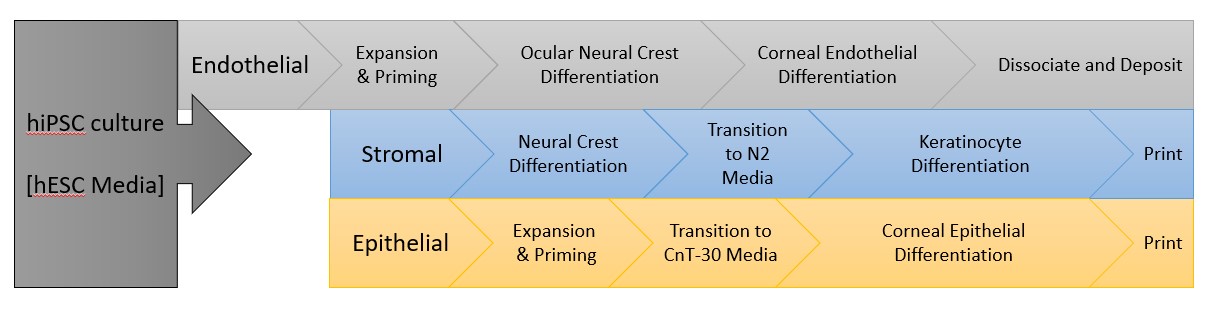 hiPSC culture
[hESC Media]
Endothelial
Expansion
& Priming
Ocular Neural Crest
Differentiation
Corneal Endothelial
Differentiation
Dissociate and Deposit
Stromal
Neural Crest
Differentiation
Transition
to N2
Media
Keratinocyte
Differentiation
Print
Epithelial
Expansion
& Priming
Transition to
CnT-30 Media
Corneal Epithelial
Differentiation
Print